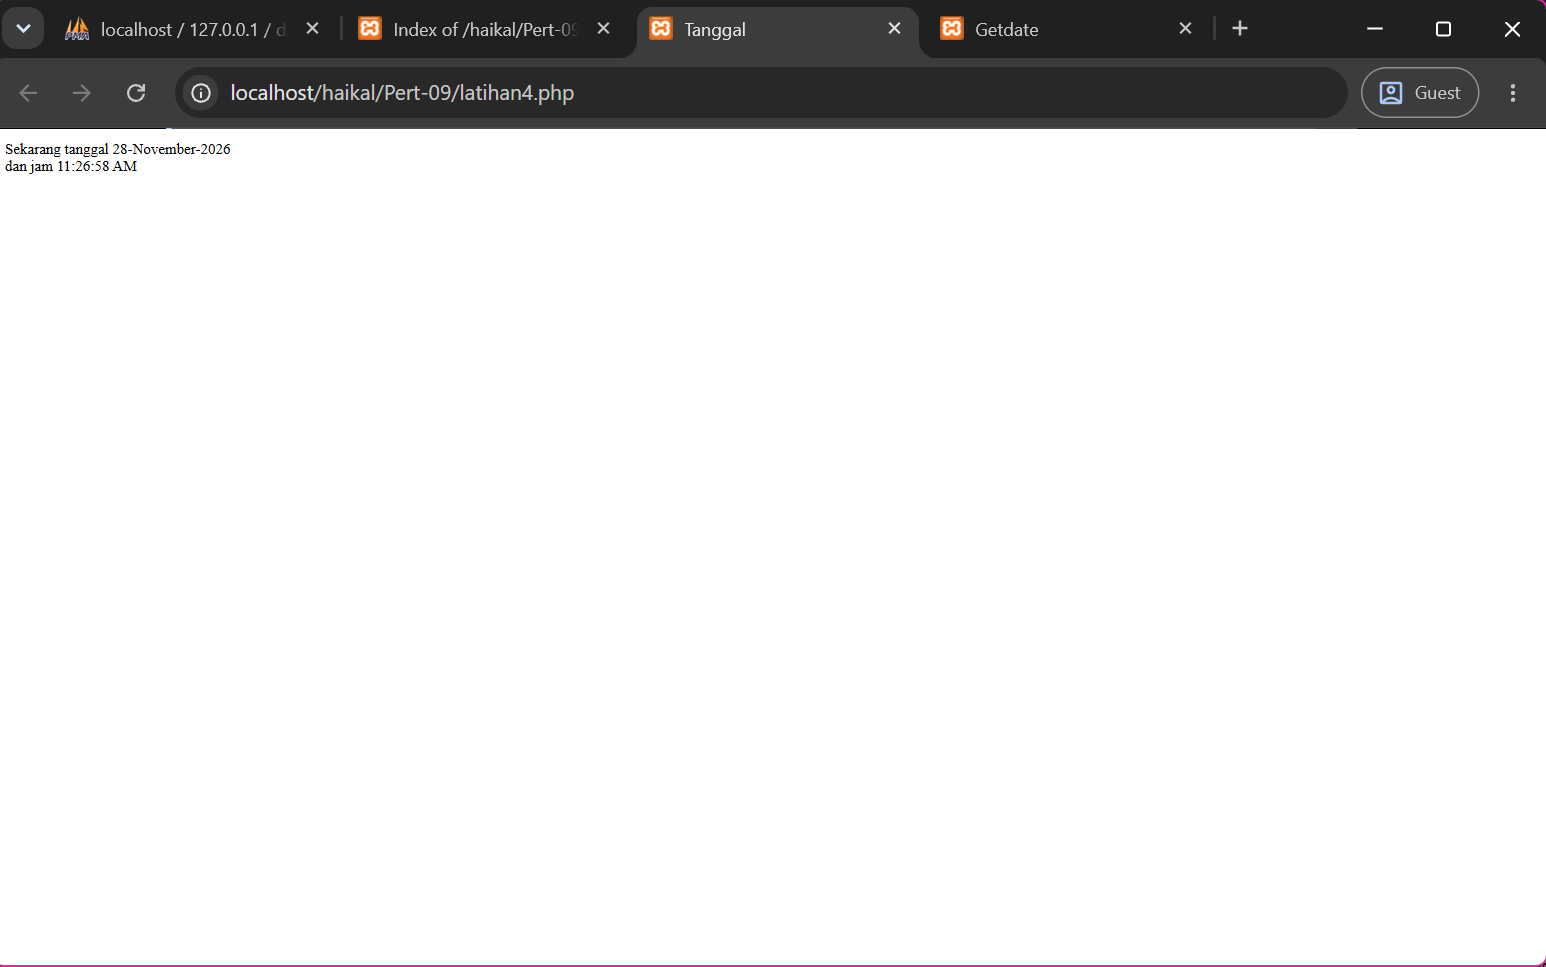 localhost / 127.0.0.1 / d
Index of /haikal/Pert-09
Tanggal
Getdate
localhost/haikal/Pert-09/latihan4.php
Guest
Sekarang tanggal 28-November-2026
dan jam 11:26:58 AM